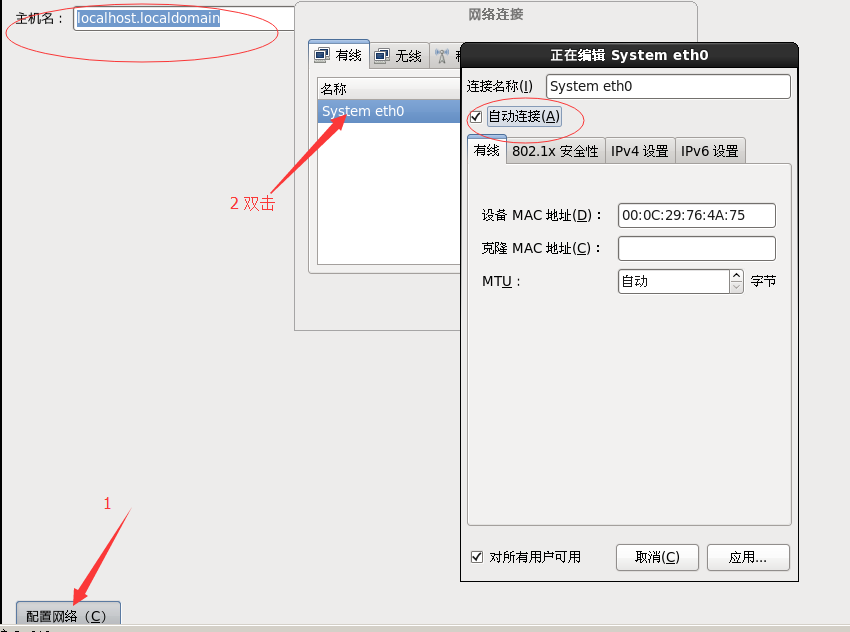 主机名： localhost.localdomain
网络连接
有线 无线
名称
System eth0
2 双击
正在编辑 System eth0
连接名称(I) System eth0
自动连接(A)
有线 802.1x 安全性 IPv4 设置 IPv6 设置
设备 MAC 地址(D)： 00:0C:29:76:4A:75
克隆 MAC 地址(C)：
MTU： 自动 字节
对所有用户可用 取消(C) 应用...
1
配置网络（C）